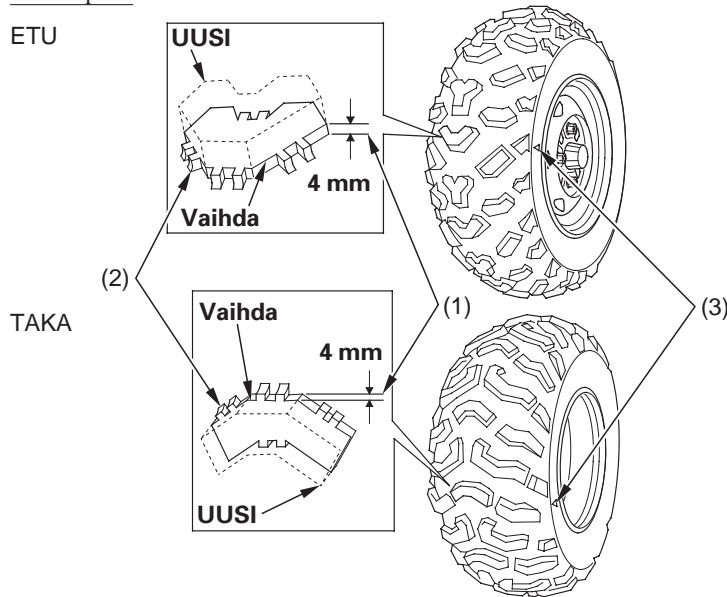 ETU
UUSI
4 mm
Vaihda
(2)
(1)
(3)
TAKA
Vaihda
4 mm
UUSI